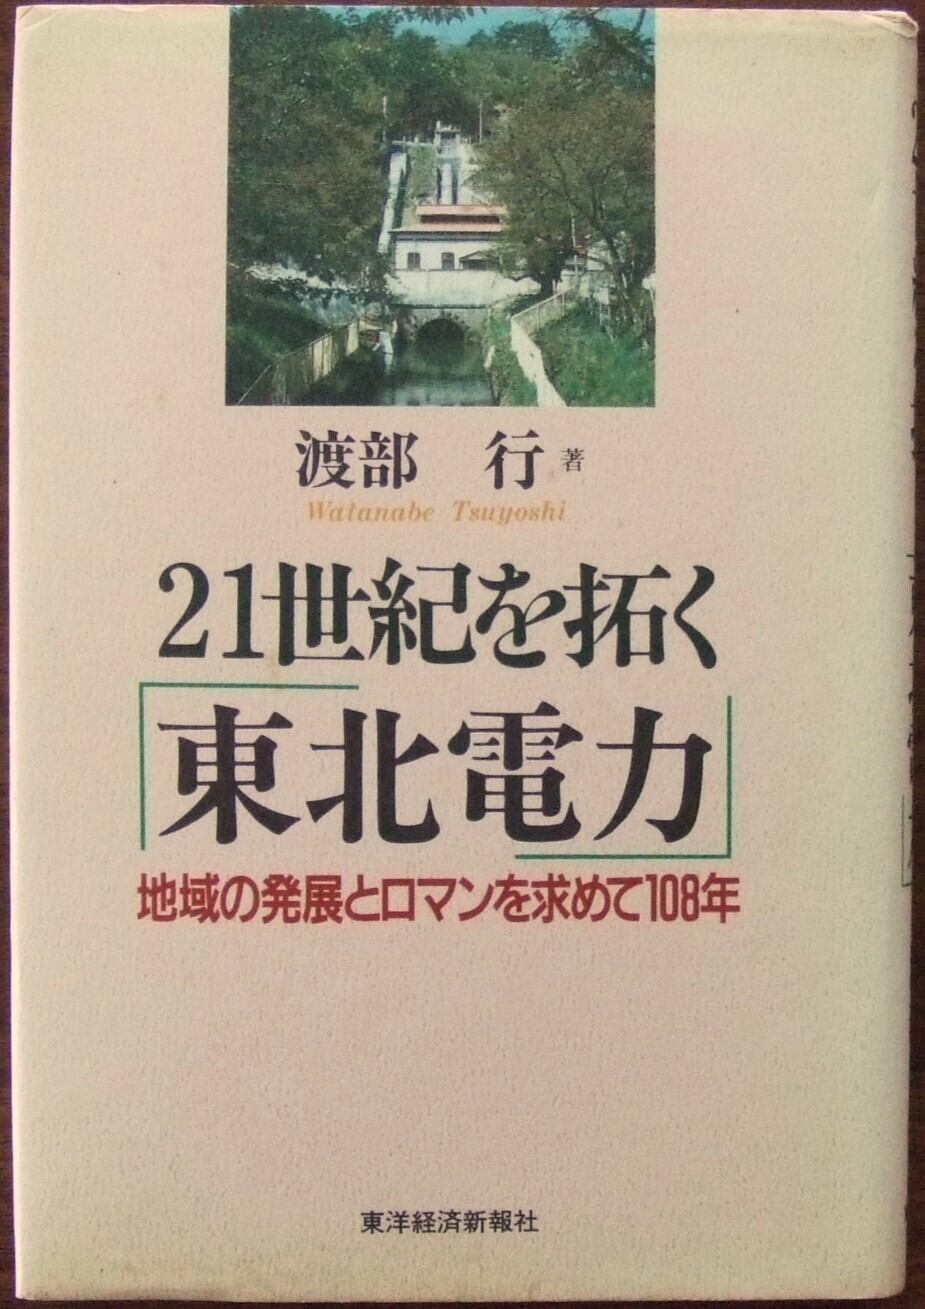 渡部 行 著
Watanabe Tsuyoshi
21世紀を拓く
「東北電力」
地域の発展とロマンを求めて108年
東洋経済新報社